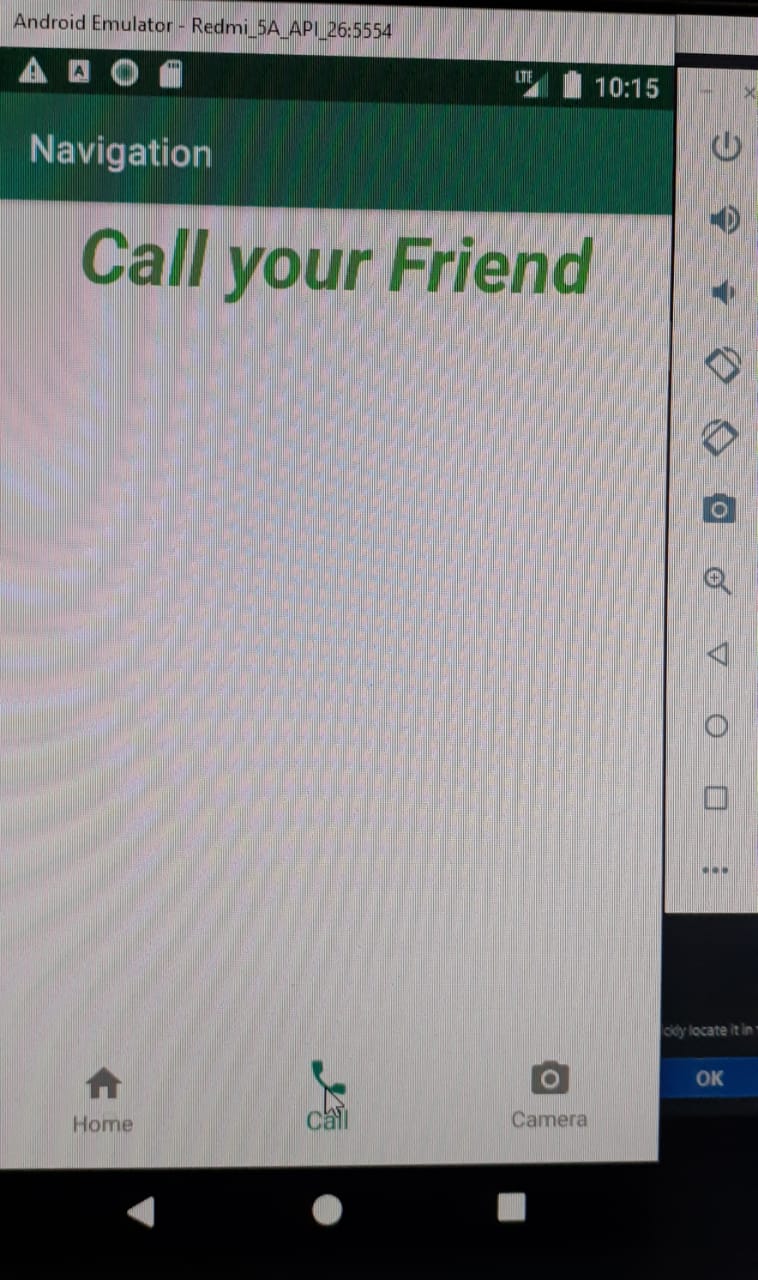 Android Emulator - Redmi_5A_API_26:5554
A
LTE
10:15
Navigation
Call your Friend
ckly locate it in
OK
Home
Call
Camera